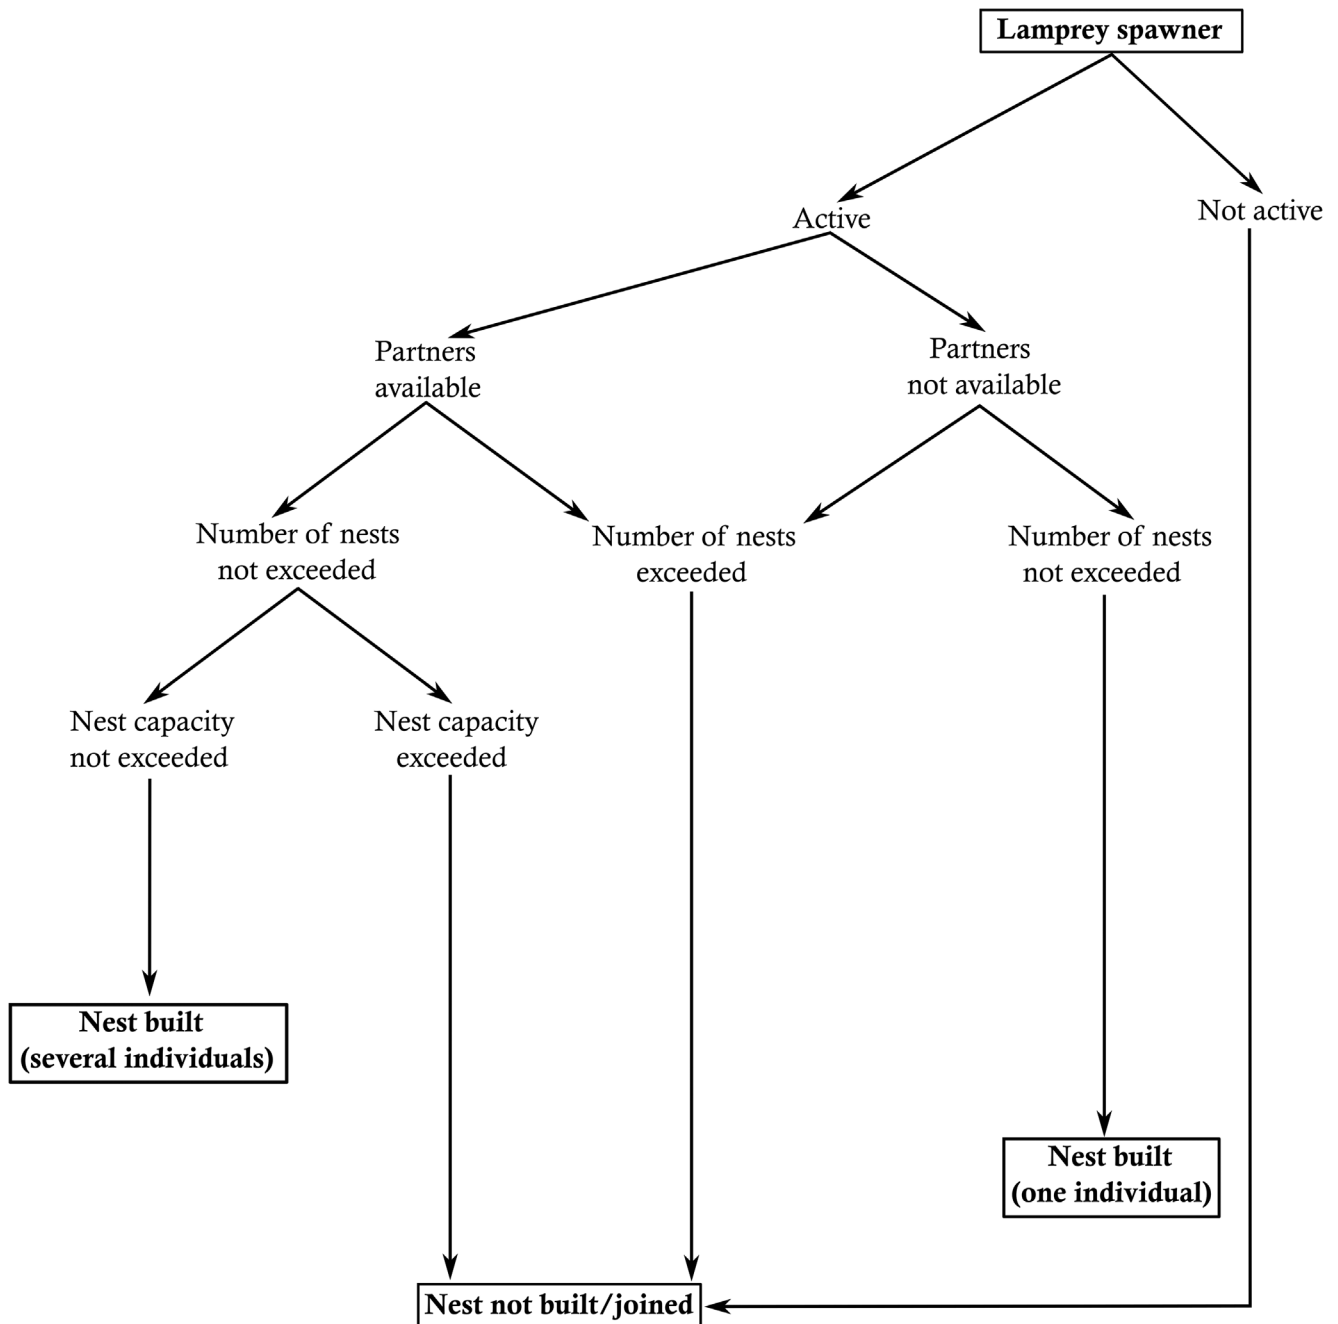 Lamprey spawner
Active
Not active
Partners
available
Partners
not available
Number of nests
not exceeded
Number of nests
exceeded
Number of nests
not exceeded
Nest capacity
not exceeded
Nest capacity
exceeded
Nest built
(several individuals)
Nest built
(one individual)
Nest not built/joined